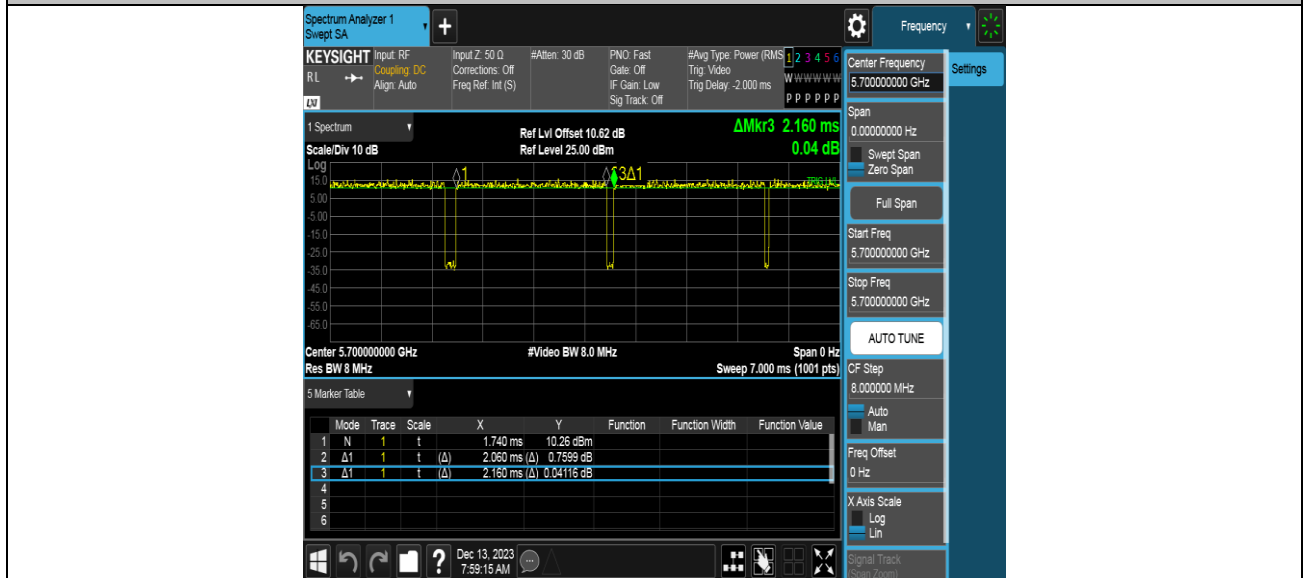 Spectrum Analyzer 1
Swept SA
+
Frequency
KEYSIGHT
Input: RF
Coupling: DC
Align: Auto
Input Z: 50 Ω
Corrections: Off
Freq Ref: Int (S)
#Atten: 30 dB
PNO: Fast
Gate: Off
IF Gain: Low
Sig Track: Off
#Avg Type: Power (RMS
Trig: Video
Trig Delay: -2.000 ms
1 2 3 4 5 6
W W W W W W
P P P P P P
R L
LXI
Center Frequency
5.700000000 GHz
Settings
Span
0.00000000 Hz
Swept Span
Zero Span
Full Span
Start Freq
5.700000000 GHz
Stop Freq
5.700000000 GHz
AUTO TUNE
CF Step
8.000000 MHz
Auto
Man
Freq Offset
0 Hz
X Axis Scale
Log
Lin
Signal Track
(Span Zoom)
1 Spectrum
Scale/Div 10 dB
Ref Lvl Offset 10.62 dB
Ref Level 25.00 dBm
ΔMkr3 2.160 ms
0.04 dB
Log
15.0
5.00
-5.00
-15.0
-25.0
-35.0
-45.0
-55.0
-65.0
1
3Δ1
Center 5.700000000 GHz
#Video BW 8.0 MHz
Span 0 Hz
Res BW 8 MHz
Sweep 7.000 ms (1001 pts)
5 Marker Table
Mode Trace Scale X Y Function Function Width Function Value
1 N 1 t 1.740 ms 10.26 dBm
2 Δ1 1 t (Δ) 2.060 ms (Δ) 0.7599 dB
3 Δ1 1 t (Δ) 2.160 ms (Δ) 0.04116 dB
4
5
6
?
Dec 13, 2023
7:59:15 AM